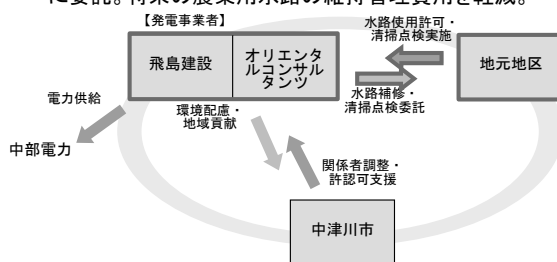 に委託。将来の農業用水路の維持管理費用を軽減。
【発電事業者】
水路使用許可・
清掃点検実施
飛島建設
オリエンタ
ルコンサル
タンツ
地元地区
電力供給
水路補修・
清掃点検委託
環境配慮・
地域貢献
中部電力
関係者調整・
許認可支援
中津川市